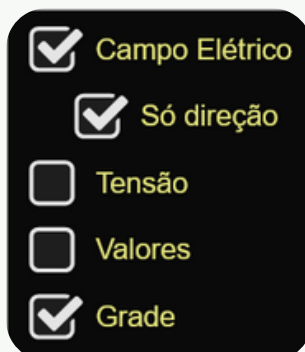 Campo Elétrico
Só direção
Tensão
Valores
Grade